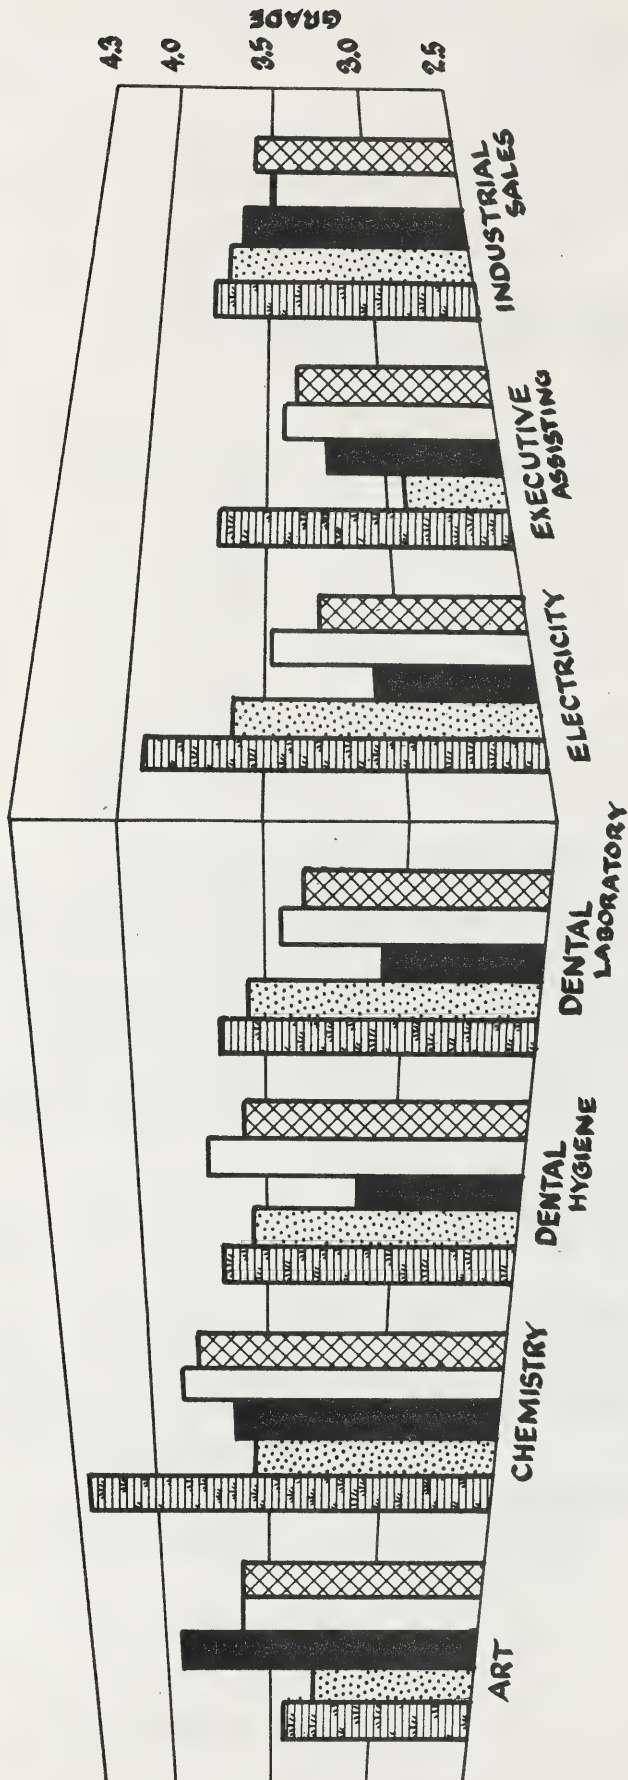 GRADE
4.3
4.0
3.5
3.0
2.5
ART
CHEMISTRY
DENTAL
HYGIENE
DENTAL
LABORATORY
ELECTRICITY
EXECUTIVE
ASSISTING
INDUSTRIAL
SALES